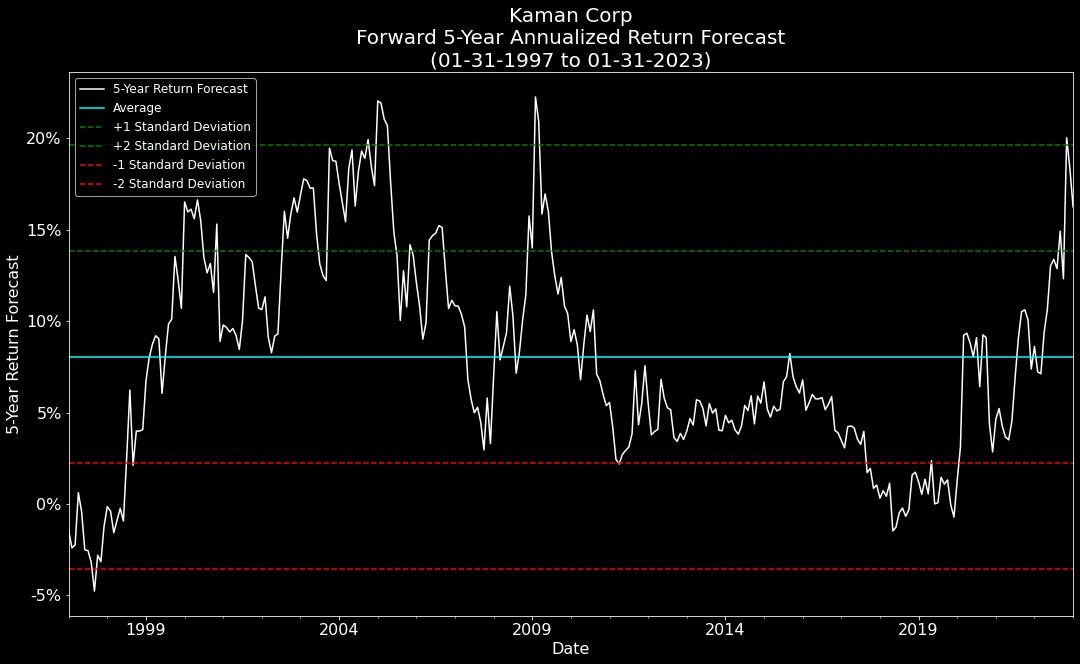 Kaman Corp
Forward 5-Year Annualized Return Forecast
(01-31-1997 to 01-31-2023)
5-Year Return Forecast
Average
+1 Standard Deviation
+2 Standard Deviation
-1 Standard Deviation
-2 Standard Deviation
5-Year Return Forecast
20%
15%
10%
5%
0%
-5%
1999
2004
2009
2014
2019
Date